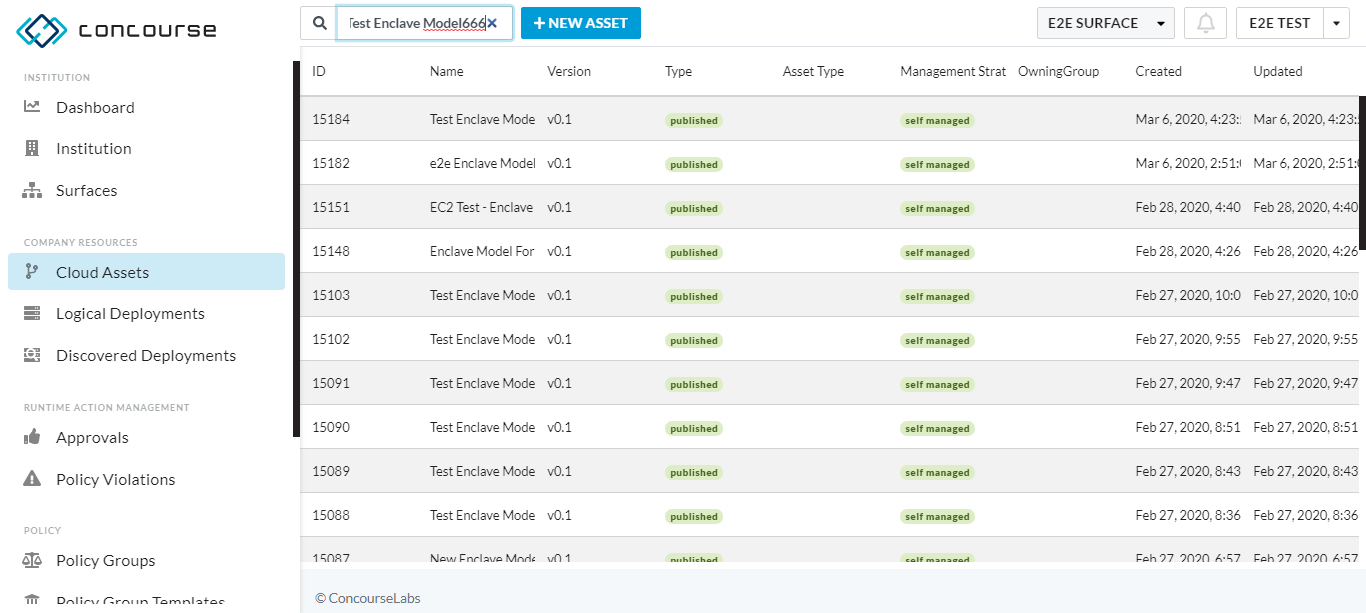 concourse
Test Enclave Model666
NEW ASSET
E2E SURFACE
E2E TEST
INSTITUTION
Dashboard
Institution
Surfaces
COMPANY RESOURCES
Cloud Assets
Logical Deployments
Discovered Deployments
RUNTIME ACTION MANAGEMENT
Approvals
Policy Violations
POLICY
Policy Groups
Policy Group Templates
ID Name Version Type Asset Type Management Strat OwningGroup Created Updated
15184 Test Enclave Mode v0.1 published self managed Mar 6, 2020, 4:23: Mar 6, 2020, 4:23:
15182 e2e Enclave Model v0.1 published self managed Mar 6, 2020, 2:51: Mar 6, 2020, 2:51:
15151 EC2 Test - Enclave v0.1 published self managed Feb 28, 2020, 4:40 Feb 28, 2020, 4:40
15148 Enclave Model For v0.1 published self managed Feb 28, 2020, 4:26 Feb 28, 2020, 4:26
15103 Test Enclave Mode v0.1 published self managed Feb 27, 2020, 10:0 Feb 27, 2020, 10:0
15102 Test Enclave Mode v0.1 published self managed Feb 27, 2020, 9:55 Feb 27, 2020, 9:55
15091 Test Enclave Mode v0.1 published self managed Feb 27, 2020, 9:47 Feb 27, 2020, 9:47
15090 Test Enclave Mode v0.1 published self managed Feb 27, 2020, 8:51 Feb 27, 2020, 8:51
15089 Test Enclave Mode v0.1 published self managed Feb 27, 2020, 8:43 Feb 27, 2020, 8:43
15088 Test Enclave Mode v0.1 published self managed Feb 27, 2020, 8:36 Feb 27, 2020, 8:36
15087 New Enclave Mode v0.1 published self managed Feb 27, 2020, 6:57 Feb 27, 2020, 6:57
© ConcourseLabs